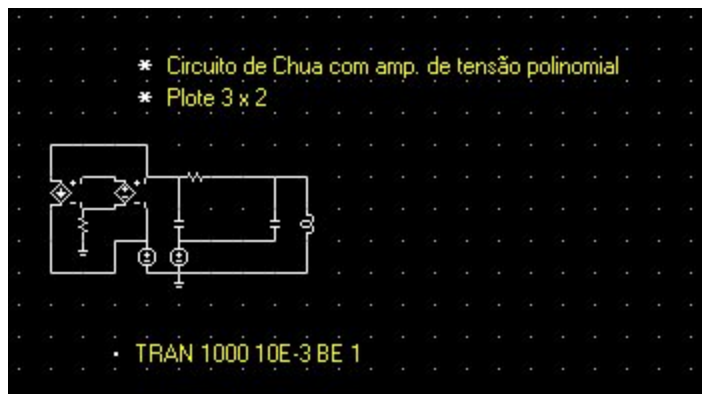 * Circuito de Chua com amp. de tensão polinomial
* Plote 3 x 2
. TRAN 1000 10E-3 BE 1